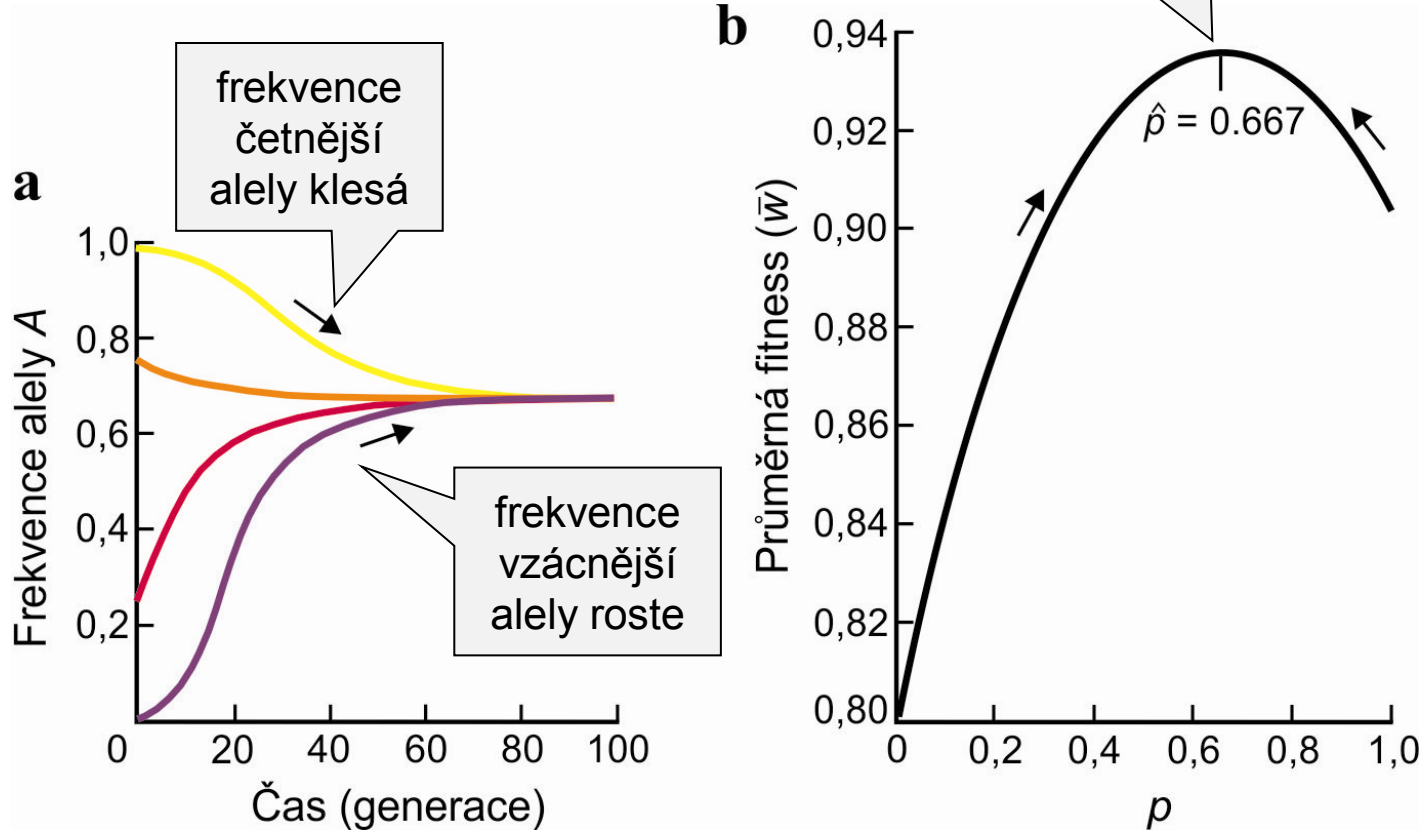 a
frekvence
četnější
alely klesá
Frekvence alely A
1,0
0,8
0,6
0,4
0,2
0
20
40
60
80
100
Čas (generace)
frekvence
vzácnější
alely roste
b
Průměrná fitness (w̄)
0,94
0,92
0,90
0,88
0,86
0,84
0,82
0,80
p̂ = 0.667
0
0,2
0,4
0,6
0,8
1,0
p